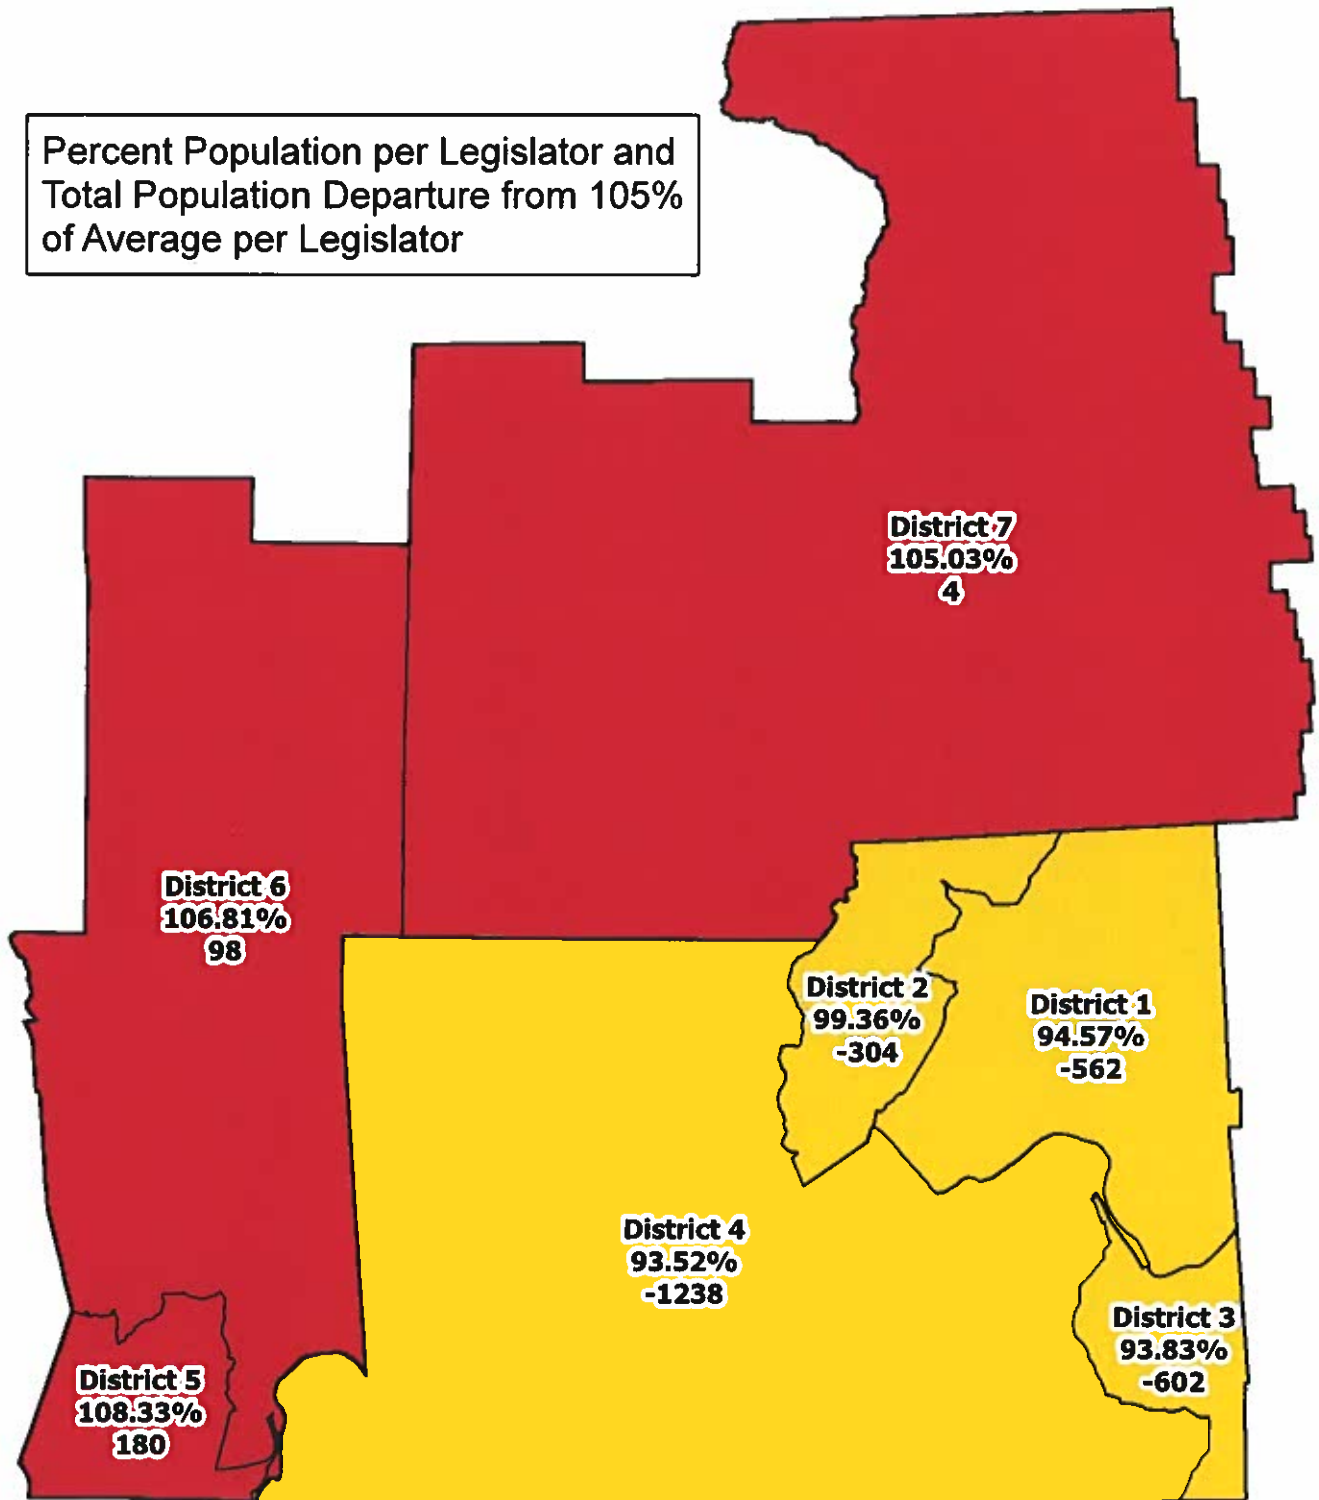 Percent Population per Legislator and
Total Population Departure from 105%
of Average per Legislator
District 7
105.03%
4
District 6
106.81%
98
District 2
99.36%
-304
District 1
94.57%
-562
District 4
93.52%
-1238
District 3
93.83%
-602
District 5
108.33%
180